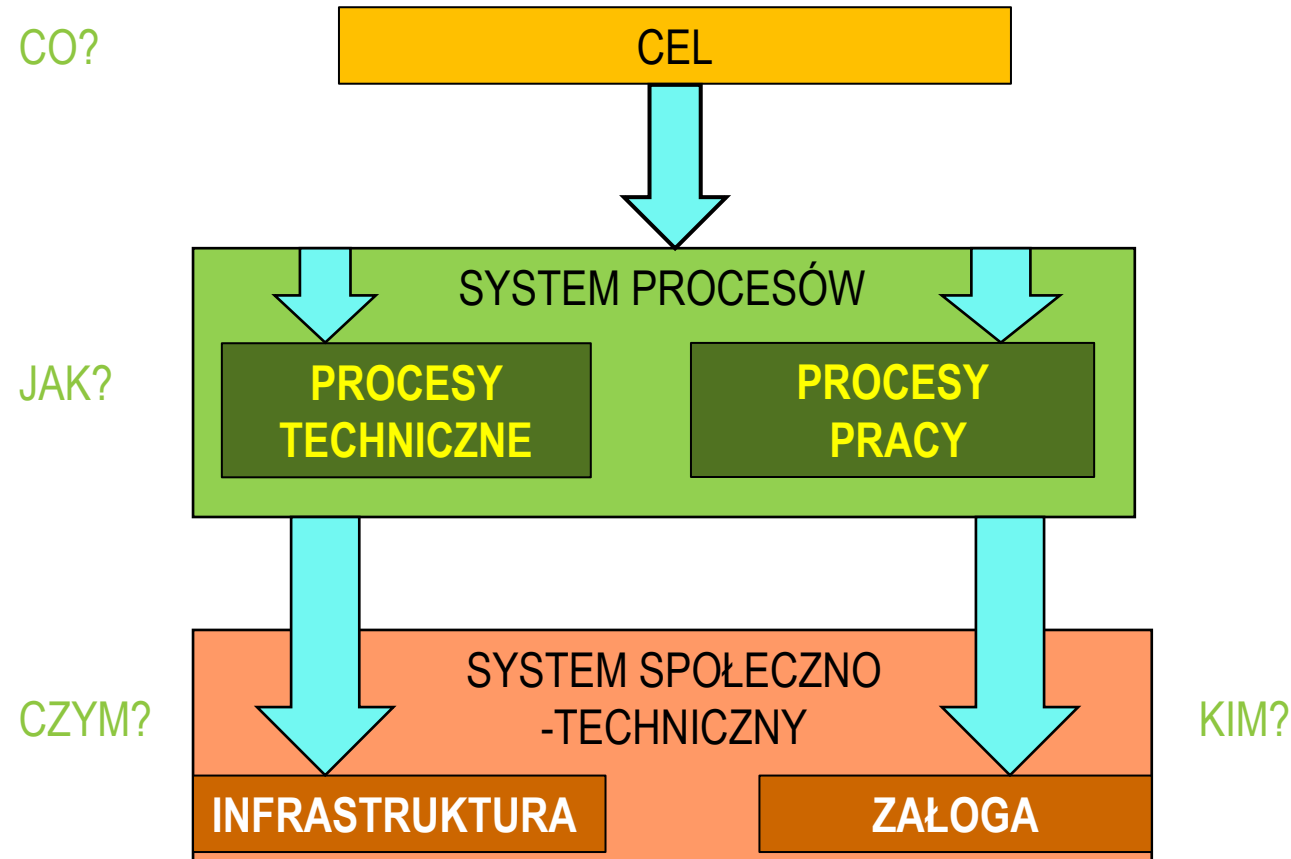 CO?
CEL
SYSTEM PROCESÓW
JAK?
PROCESY
TECHNICZNE
PROCESY
PRACY
SYSTEM SPOŁECZNO
-TECHNICZNY
CZYM?
KIM?
INFRASTRUKTURA
ZAŁOGA